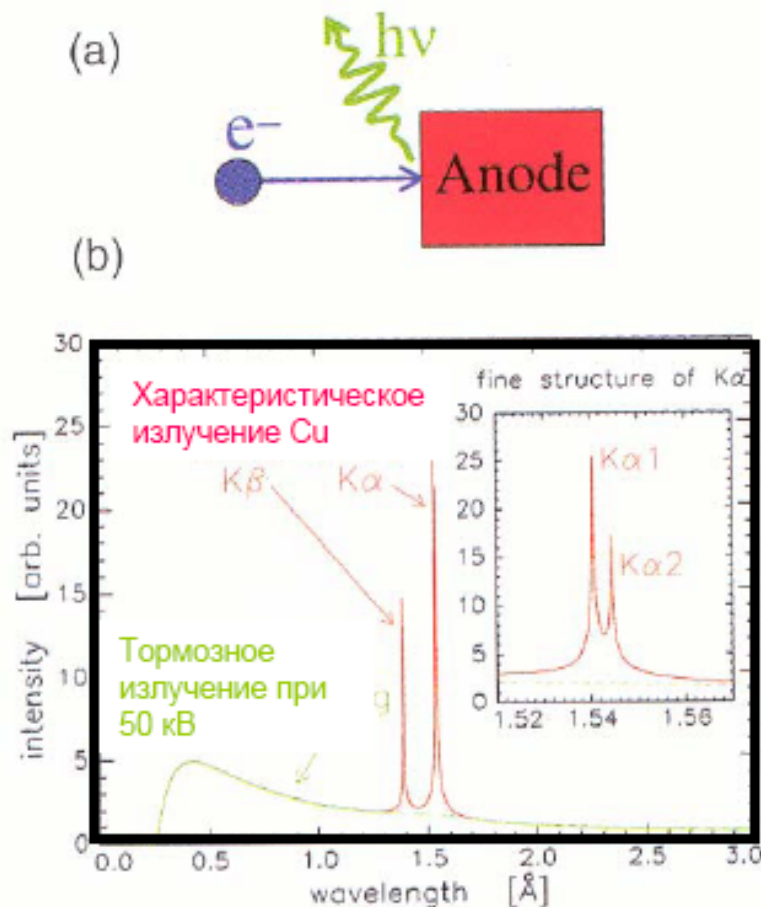 (a)
hν
e⁻
Anode
(b)
30
25
20
15
10
5
0
intensity [arb. units]
Характеристическое
излучение Cu
Kβ
Kα
Тормозное
излучение при
50 кВ
g
fine structure of Kα
30
25
20
15
10
5
0
Kα1
Kα2
1.52
1.54
1.56
0.0
0.5
1.0
1.5
2.0
2.5
3.0
wavelength [Å]